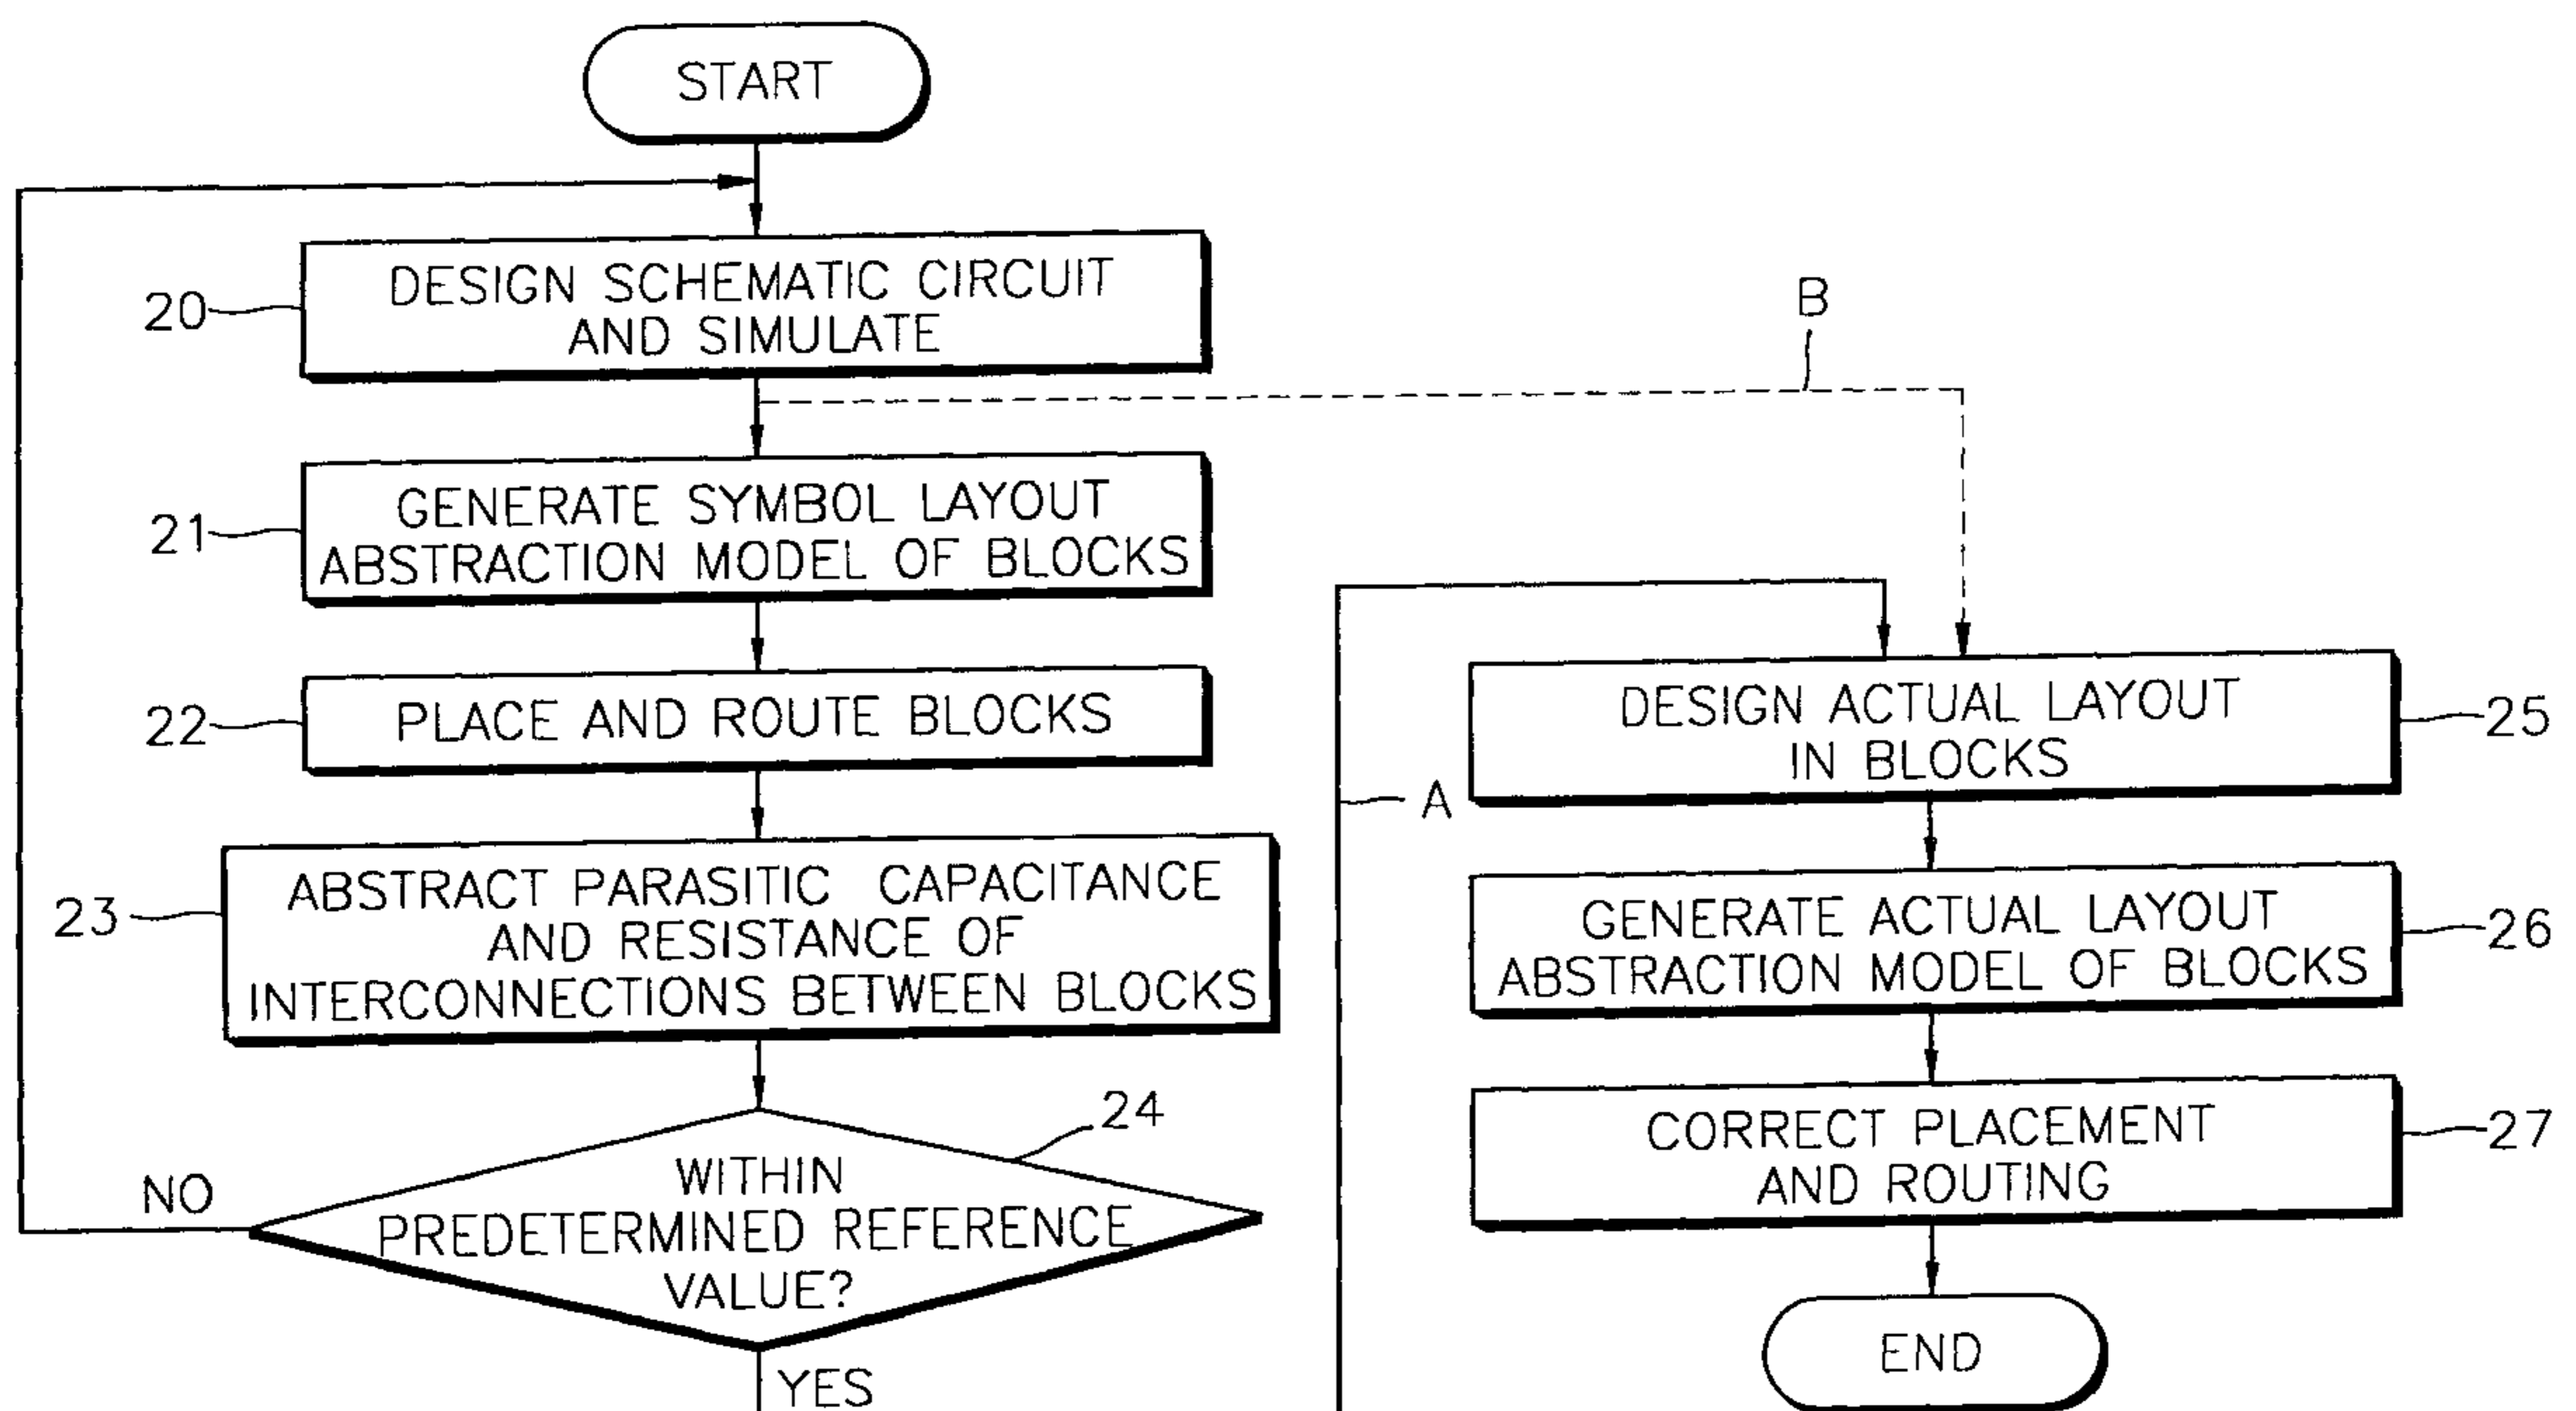 START
20
DESIGN SCHEMATIC CIRCUIT
AND SIMULATE
B
21
GENERATE SYMBOL LAYOUT
ABSTRACTION MODEL OF BLOCKS
22
PLACE AND ROUTE BLOCKS
23
ABSTRACT PARASITIC CAPACITANCE
AND RESISTANCE OF
INTERCONNECTIONS BETWEEN BLOCKS
24
WITHIN
PREDETERMINED REFERENCE
VALUE?
NO
YES
A
DESIGN ACTUAL LAYOUT
IN BLOCKS
25
GENERATE ACTUAL LAYOUT
ABSTRACTION MODEL OF BLOCKS
26
CORRECT PLACEMENT
AND ROUTING
27
END